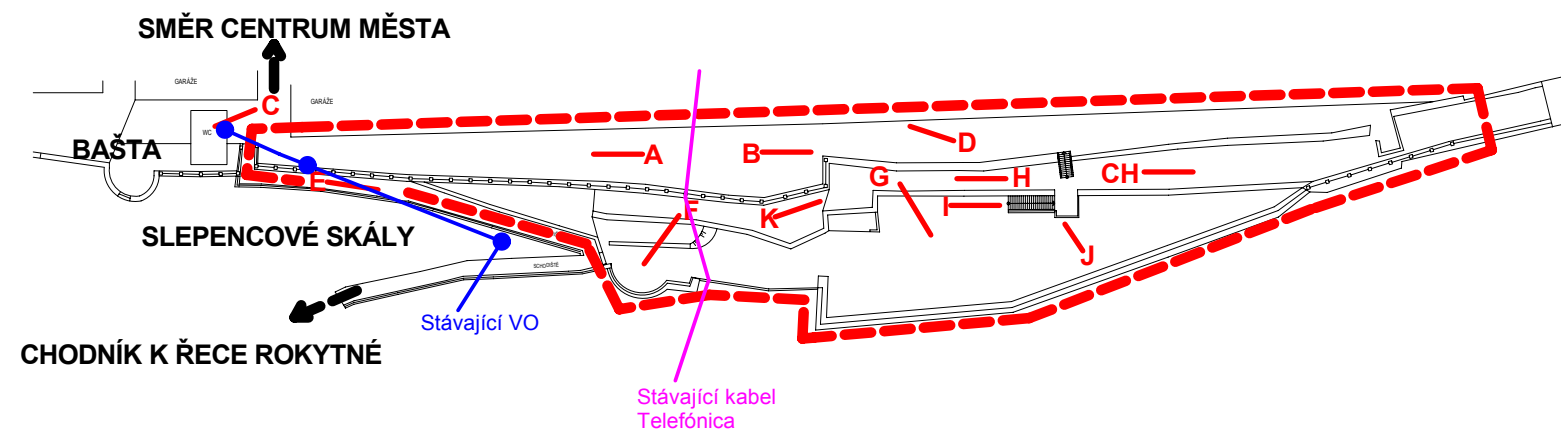 SMĚR CENTRUM MĚSTA
GARÁŽE
GARÁŽE
C
WC
BAŠTA
A
B
D
E
G
H
CH
F
K
I
J
SLEPENCOVÉ SKÁLY
SCHODIŠTĚ
Stávající VO
CHODNÍK K ŘECE ROKYTNÉ
Stávající kabel
Telefónica